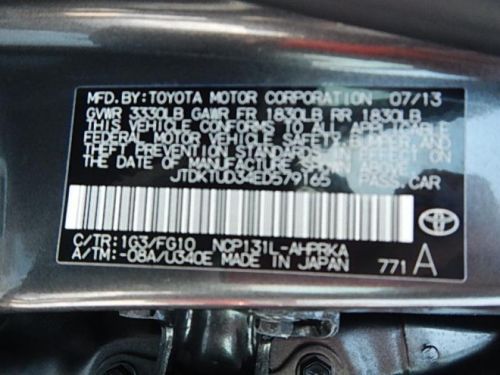 MFD.BY:TOYOTA MOTOR CORPORATION 07/13
GVWR 3330LB GAWR FR 1830LB RR 1830LB
THIS VEHICLE CONFORMS TO ALL APPLICABLE
FEDERAL MOTOR VEHICLE SAFETY, BUMPER, AND
THEFT PREVENTION STANDARDS IN EFFECT ON
THE DATE OF MANUFACTURE SHOWN ABOVE.
JTDKTUD34ED579165 PASS.CAR
C/TR:1G3/FG10 NCP131L-AHPRKA
A/TM:-08A/U340E MADE IN JAPAN
771 A